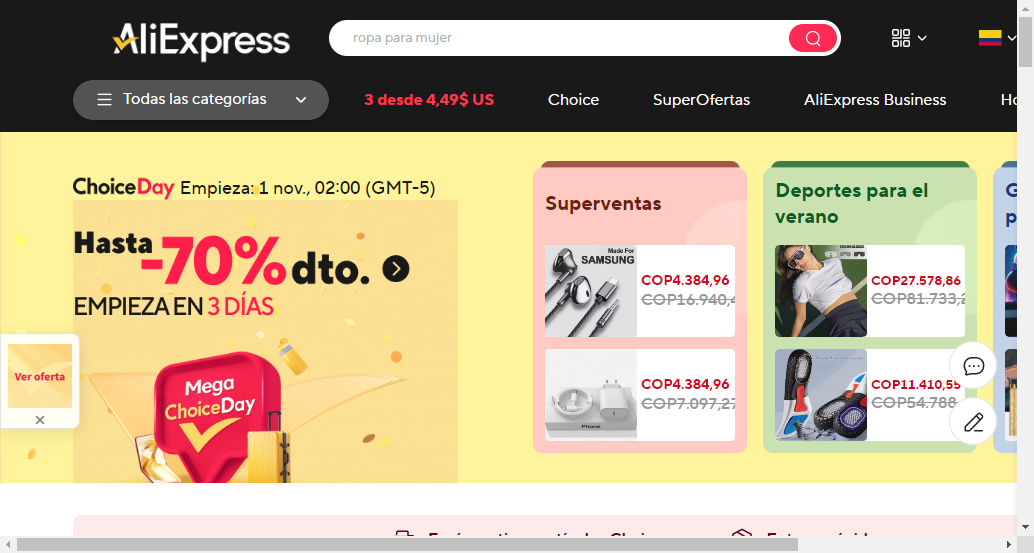 AliExpress
ropa para mujer
Todas las categorías
3 desde 4,49$ US
Choice
SuperOfertas
AliExpress Business
Ho
ChoiceDay Empieza: 1 nov., 02:00 (GMT-5)
Hasta -70% dto.
EMPIEZA EN 3 DÍAS
Mega
ChoiceDay
Ver oferta
Superventas
Made For
SAMSUNG
COP4.384,96
COP16.940,4
iPhone
COP4.384,96
COP7.097,27
Deportes para el
verano
COP27.578,86
COP81.733,2
COP11.410,55
COP54.788
G
p